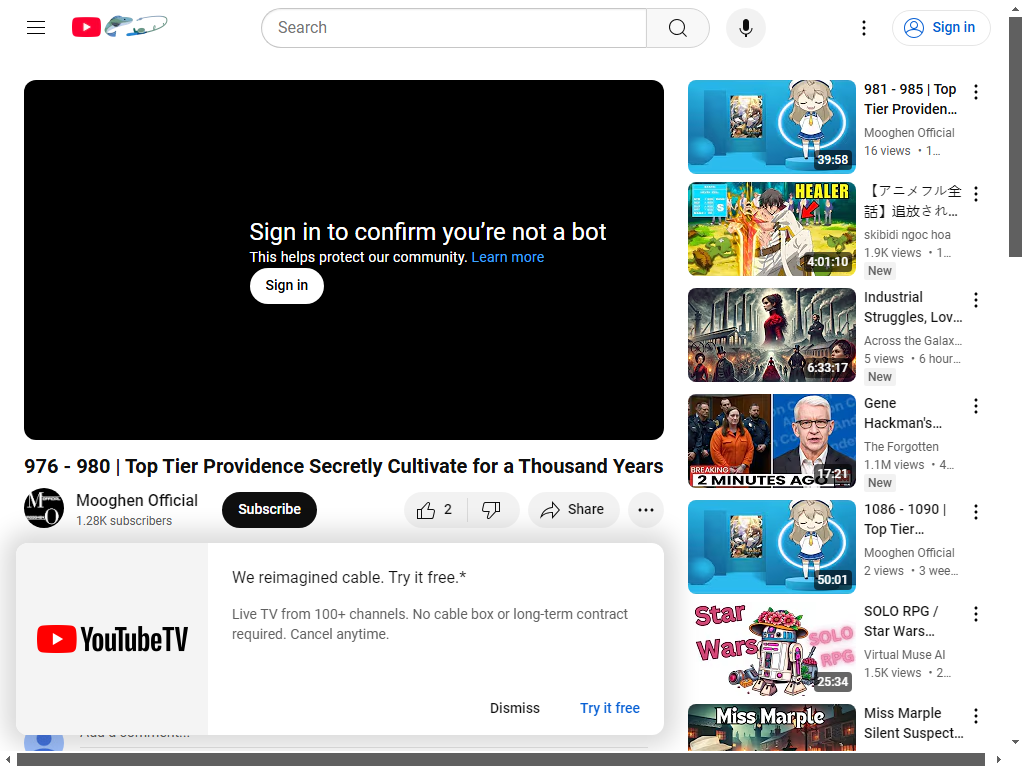 Search
Sign in
Sign in to confirm you’re not a bot
This helps protect our community. Learn more
Sign in
976 - 980 | Top Tier Providence Secretly Cultivate for a Thousand Years
Mooghen Official
1.28K subscribers
Subscribe
2
Share
We reimagined cable. Try it free.*
Live TV from 100+ channels. No cable box or long-term contract
required. Cancel anytime.
YouTubeTV
Dismiss
Try it free
Add a comment...
981 - 985 | Top
Tier Providen...
Mooghen Official
16 views • 1...
39:58
【アニメフル全
話】追放され...
skibidi ngoc hoa
1.9K views • 1...
New
HEALER
4:01:10
Industrial
Struggles, Lov...
Across the Galax...
5 views • 6 hour...
New
6:33:17
Gene
Hackman's...
The Forgotten
1.1M views • 4...
New
BREAKING
2 MINUTES AGO
17:21
1086 - 1090 |
Top Tier...
Mooghen Official
2 views • 3 wee...
50:01
SOLO RPG /
Star Wars...
Virtual Muse AI
1.5K views • 2...
Star
Wars
SOLO
RPG
25:34
Miss Marple
Silent Suspect...
Miss Marple